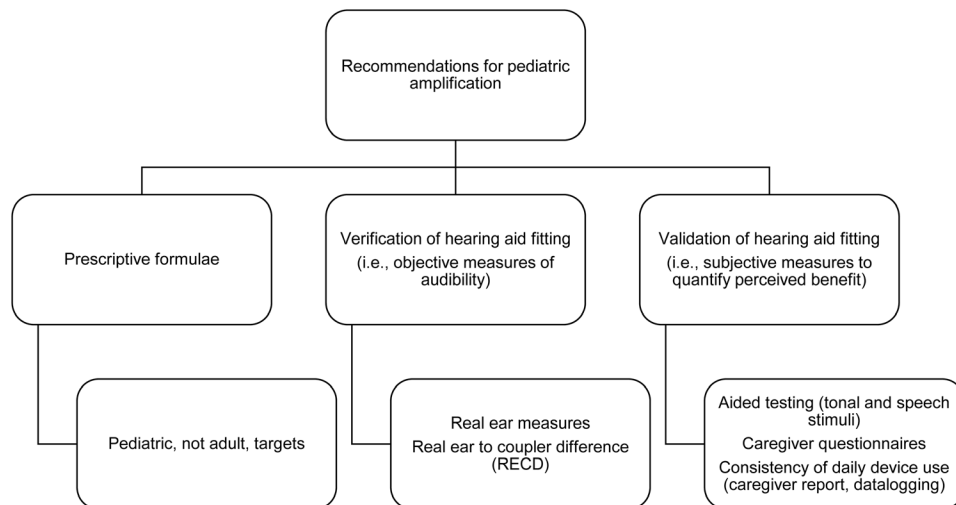 Recommendations for pediatric
amplification
Prescriptive formulae
Verification of hearing aid fitting
(i.e., objective measures of
audibility)
Validation of hearing aid fitting
(i.e., subjective measures to
quantify perceived benefit)
Pediatric, not adult, targets
Real ear measures
Real ear to coupler difference
(RECD)
Aided testing (tonal and speech
stimuli)
Caregiver questionnaires
Consistency of daily device use
(caregiver report, datalogging)